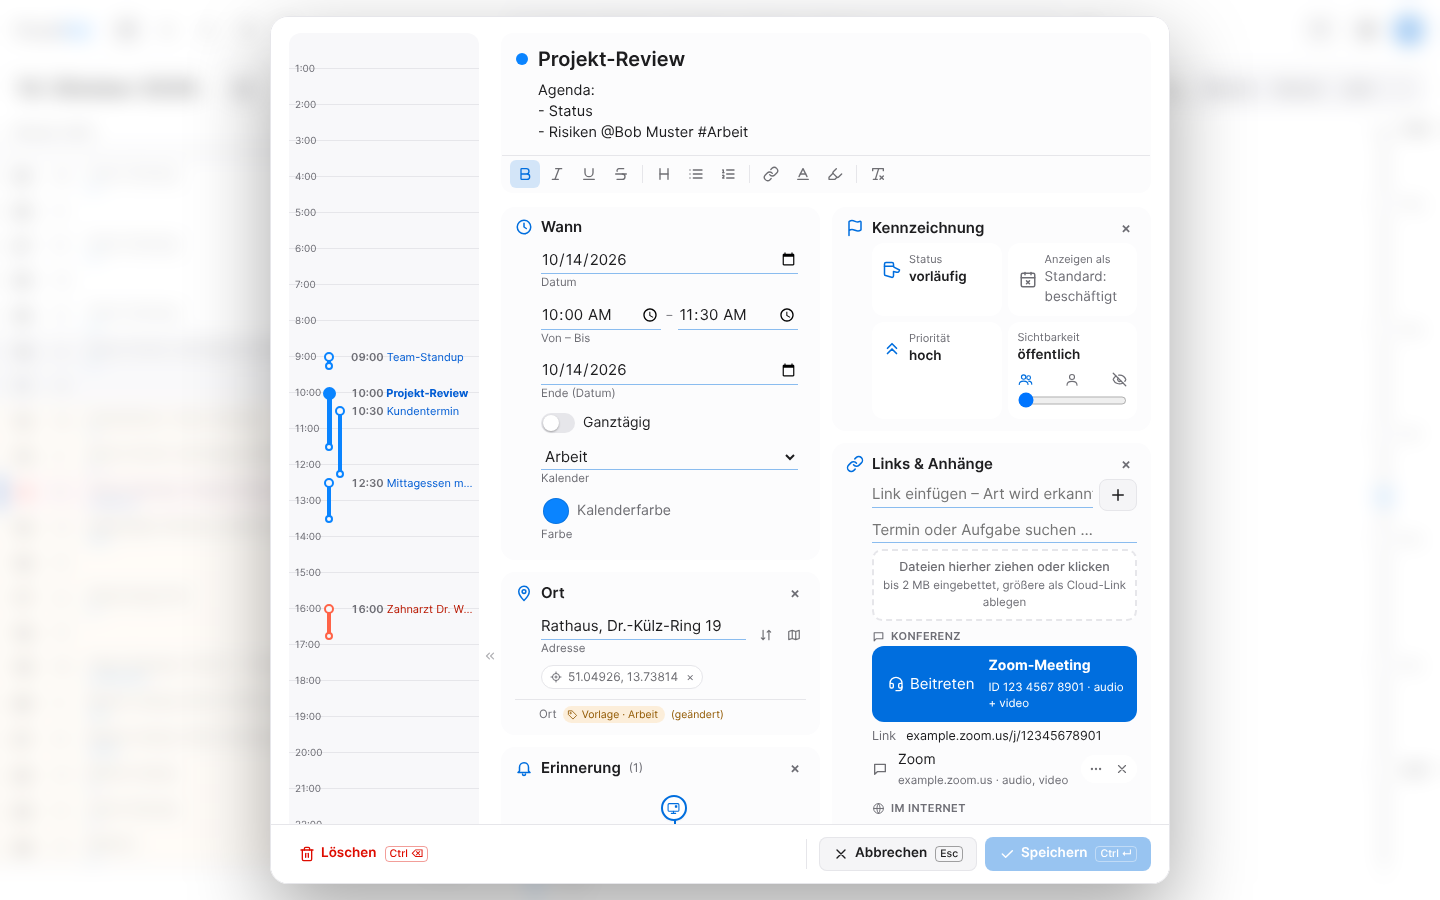 1:00
2:00
3:00
4:00
5:00
6:00
7:00
8:00
9:00
09:00 Team-Standup
10:00
10:00 Projekt-Review
10:30 Kundentermin
11:00
12:00
12:30 Mittagessen m...
13:00
14:00
15:00
16:00
16:00 Zahnarzt Dr. W...
17:00
18:00
19:00
20:00
21:00
Projekt-Review
Agenda:
- Status
- Risiken @Bob Muster #Arbeit
B I U S H A
Wann
10/14/2026
Datum
10:00 AM – 11:30 AM
Von – Bis
10/14/2026
Ende (Datum)
Ganztägig
Arbeit
Kalender
Kalenderfarbe
Farbe
Ort
Rathaus, Dr.-Külz-Ring 19
Adresse
51.04926, 13.73814 ×
Ort Vorlage · Arbeit (geändert)
Erinnerung (1)
Kennzeichnung
Status
vorläufig
Anzeigen als
Standard:
beschäftigt
Priorität
hoch
Sichtbarkeit
öffentlich
Links & Anhänge
Link einfügen – Art wird erkann
Termin oder Aufgabe suchen ...
Dateien hierher ziehen oder klicken
bis 2 MB eingebettet, größere als Cloud-Link
ablegen
KONFERENZ
Beitreten
Zoom-Meeting
ID 123 4567 8901 · audio
+ video
Link example.zoom.us/j/12345678901
Zoom
example.zoom.us · audio, video
IM INTERNET
Löschen Ctrl ⌫
Abbrechen Esc
Speichern Ctrl ↵